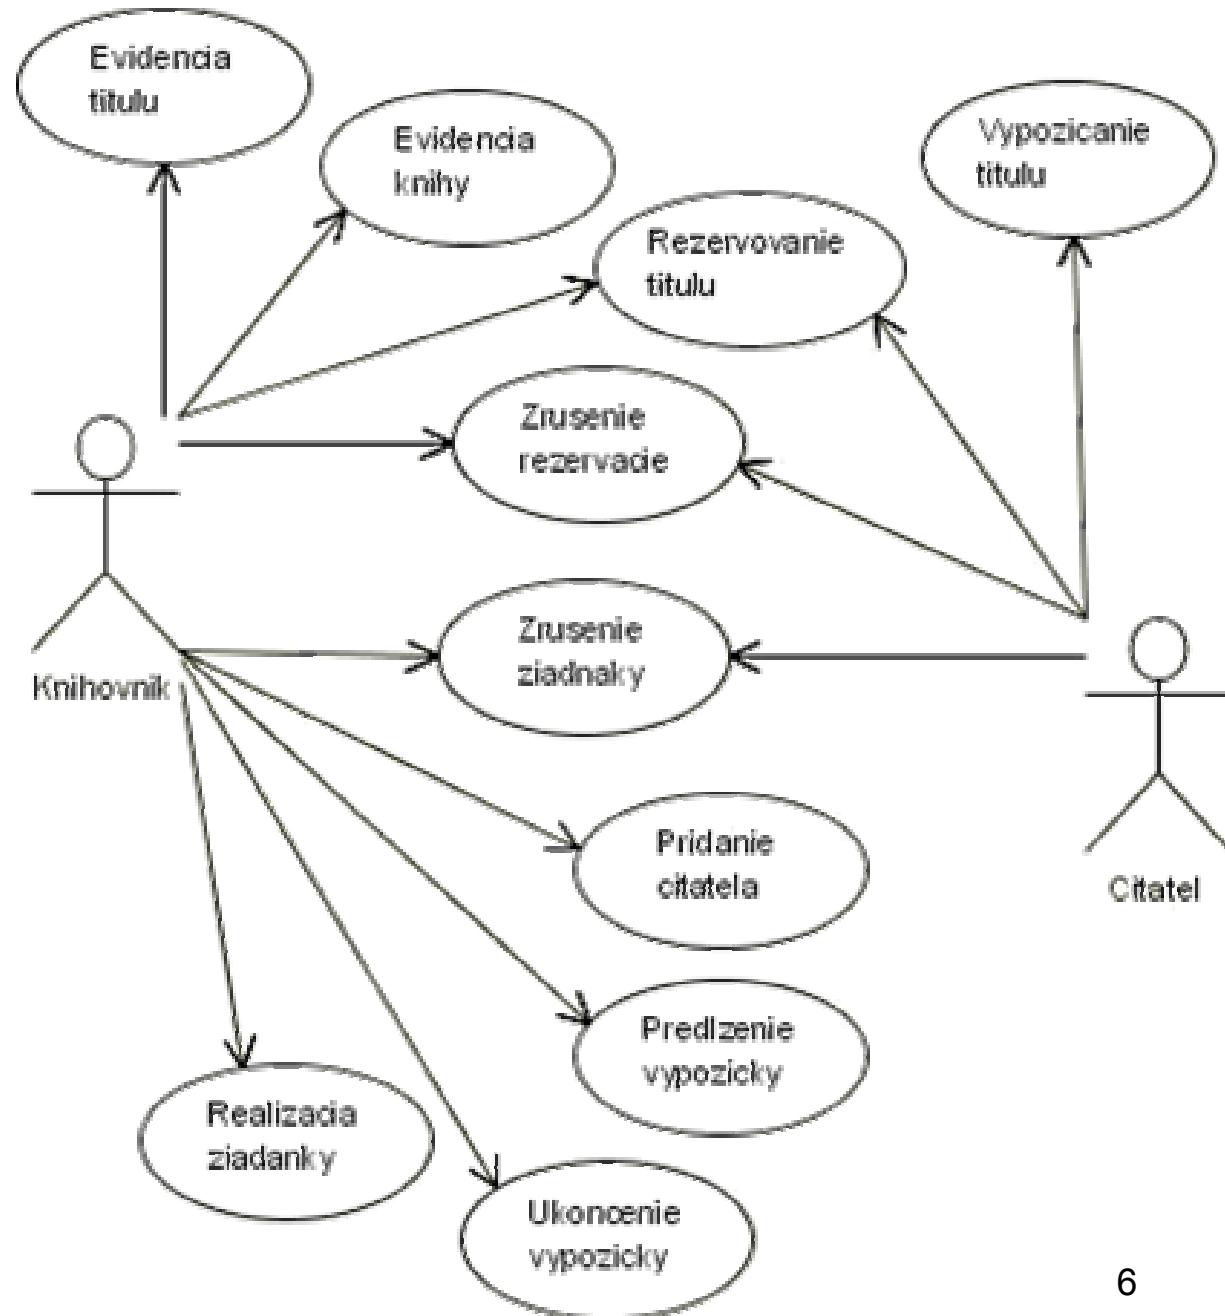 Evidencia
titulu
Evidencia
knihy
Vypozicanie
titulu
Rezervovanie
titulu
Zrusenie
rezervacie
Zrusenie
ziadnaky
Knihovnik
Pridanie
citatela
Citatel
Predlzenie
vypozicky
Realizacia
ziadanky
Ukoncenie
vypozicky
6